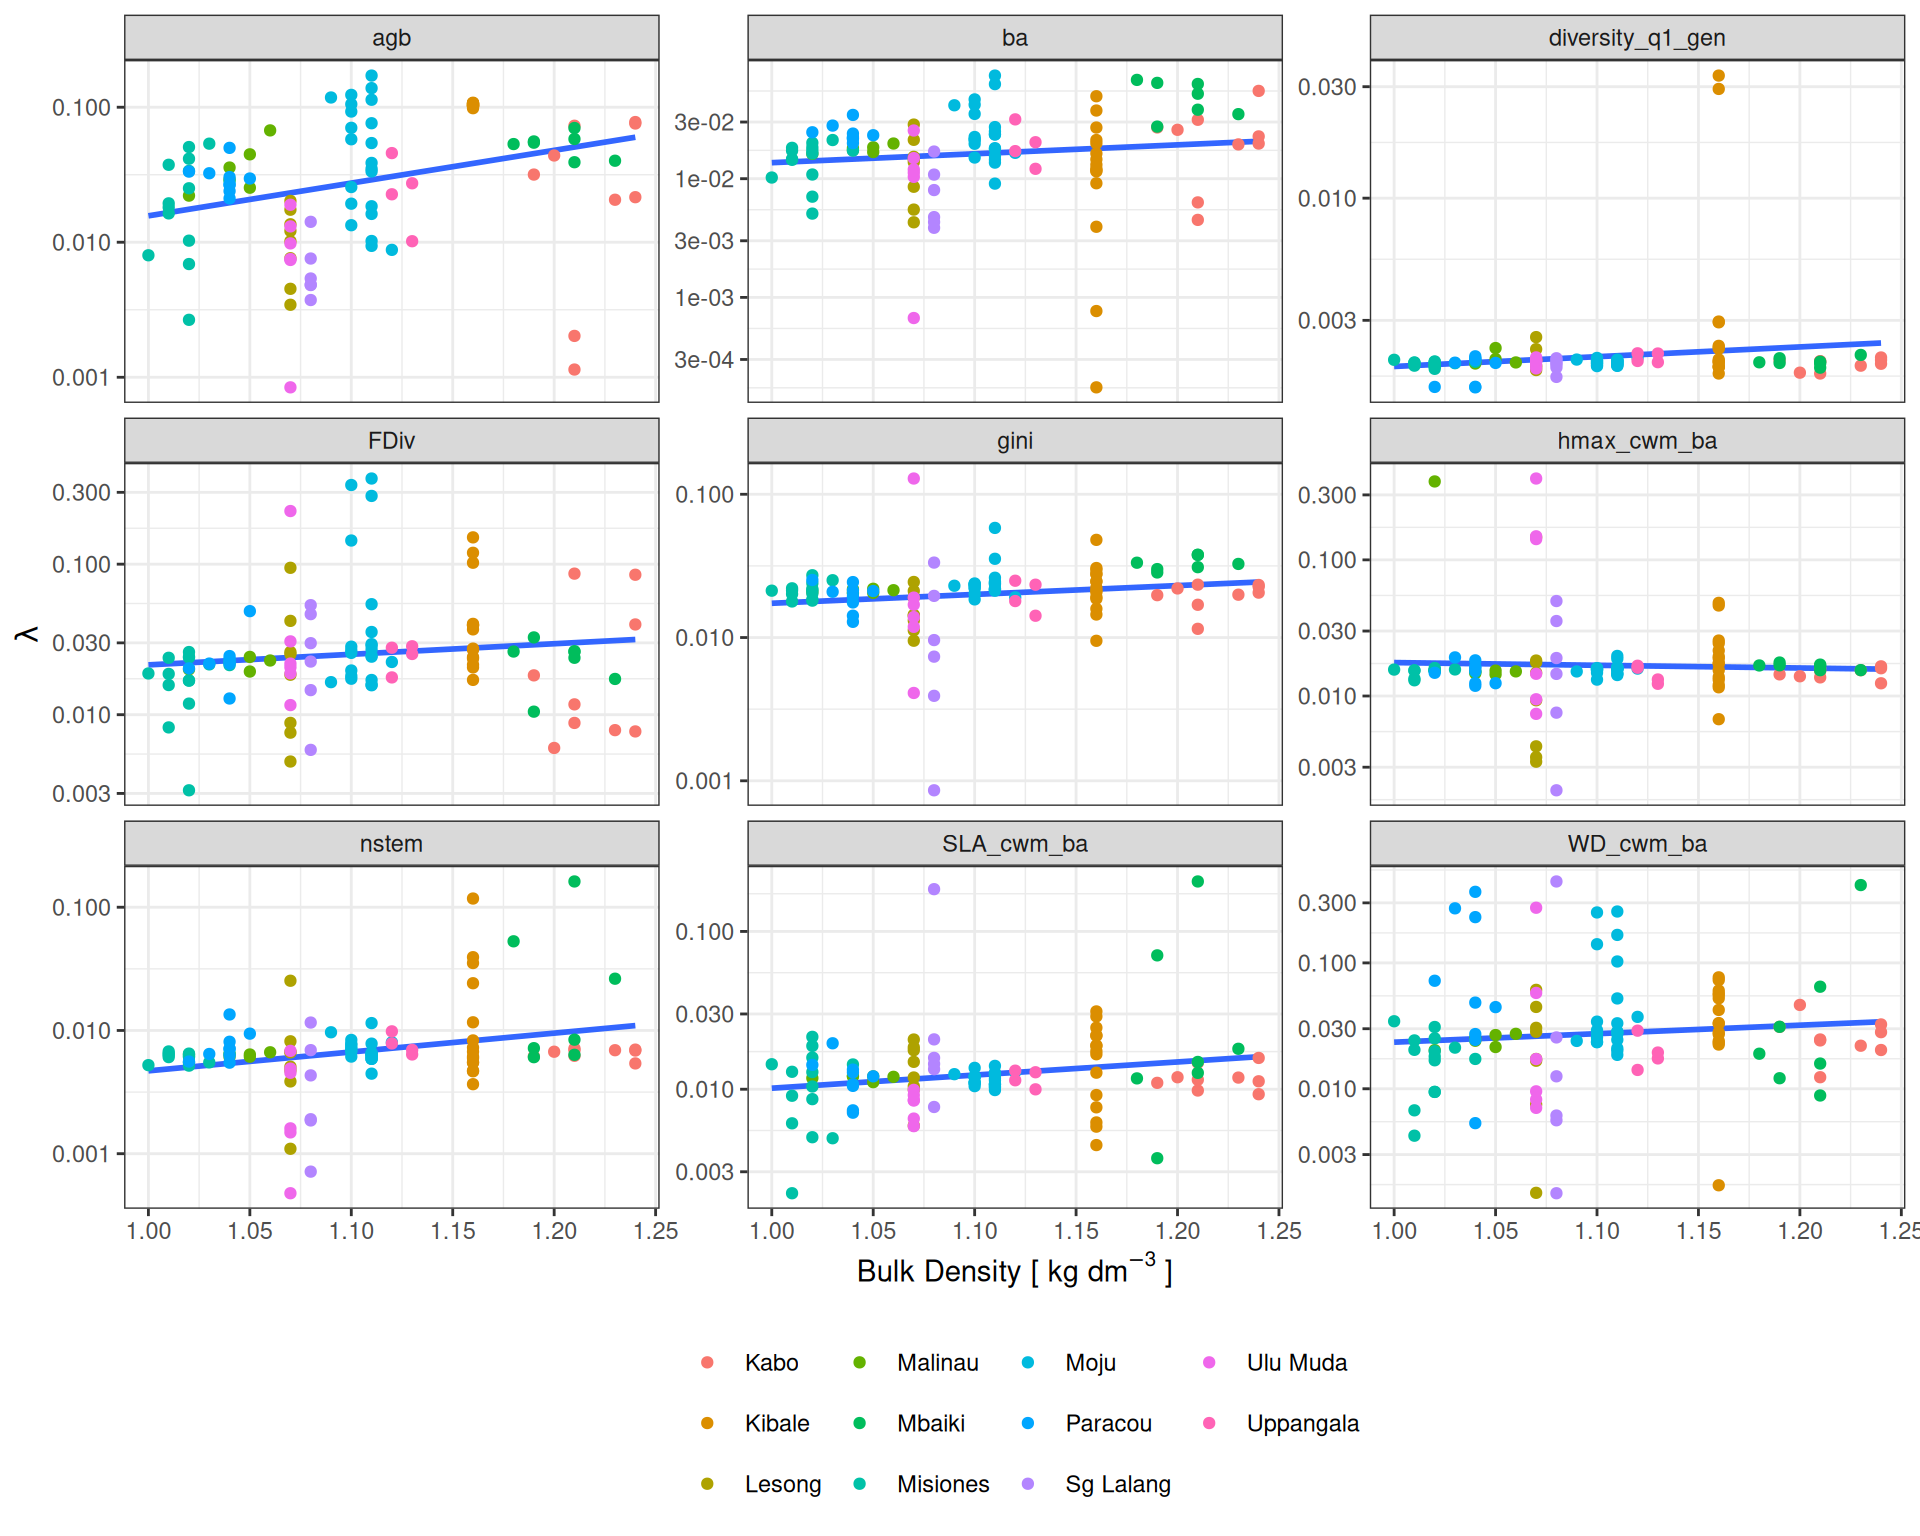 agb
ba
diversity_q1_gen
0.100
0.010
0.001
3e-02
1e-02
3e-03
1e-03
3e-04
0.030
0.010
0.003
FDiv
gini
hmax_cwm_ba
0.300
0.100
0.030
0.010
0.003
0.100
0.010
0.001
0.300
0.100
0.030
0.010
0.003
λ
nstem
SLA_cwm_ba
WD_cwm_ba
0.100
0.010
0.001
0.100
0.030
0.010
0.003
0.300
0.100
0.030
0.010
0.003
1.00 1.05 1.10 1.15 1.20 1.25
1.00 1.05 1.10 1.15 1.20 1.25
1.00 1.05 1.10 1.15 1.20 1.25
Bulk Density [ kg dm⁻³ ]
Kabo Malinau Moju Ulu Muda
Kibale Mbaiki Paracou Uppangala
Lesong Misiones Sg Lalang